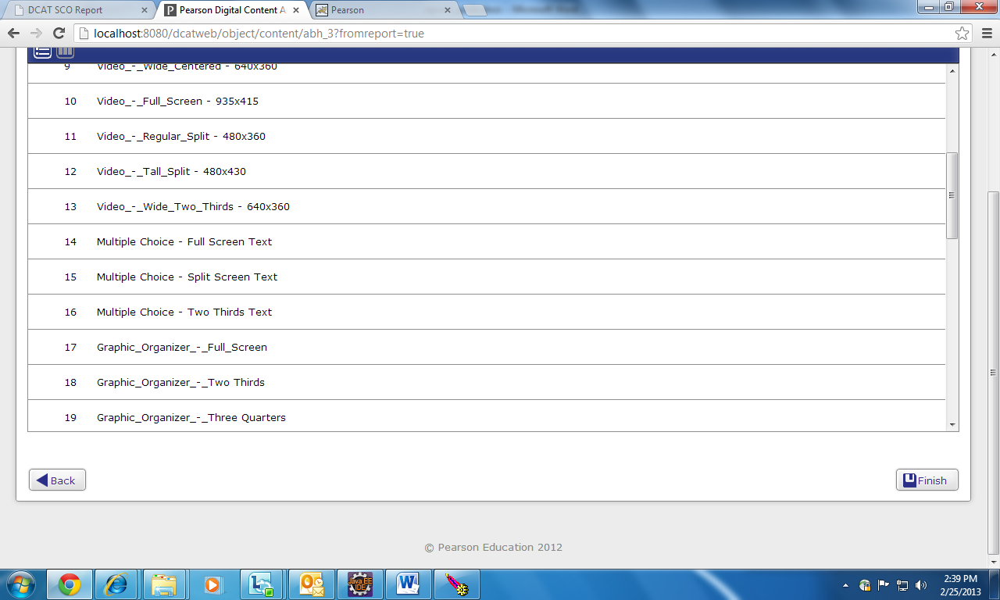 DCAT SCO Report
Pearson Digital Content A
Pearson
localhost:8080/dcatweb/object/content/abh_3?fromreport=true
9 Video_-_Wide_Centered - 640x360
10 Video_-_Full_Screen - 935x415
11 Video_-_Regular_Split - 480x360
12 Video_-_Tall_Split - 480x430
13 Video_-_Wide_Two_Thirds - 640x360
14 Multiple Choice - Full Screen Text
15 Multiple Choice - Split Screen Text
16 Multiple Choice - Two Thirds Text
17 Graphic_Organizer_-_Full_Screen
18 Graphic_Organizer_-_Two Thirds
19 Graphic_Organizer_-_Three Quarters
Back
Finish
© Pearson Education 2012
Java EE
IDE
2:39 PM
2/25/2013